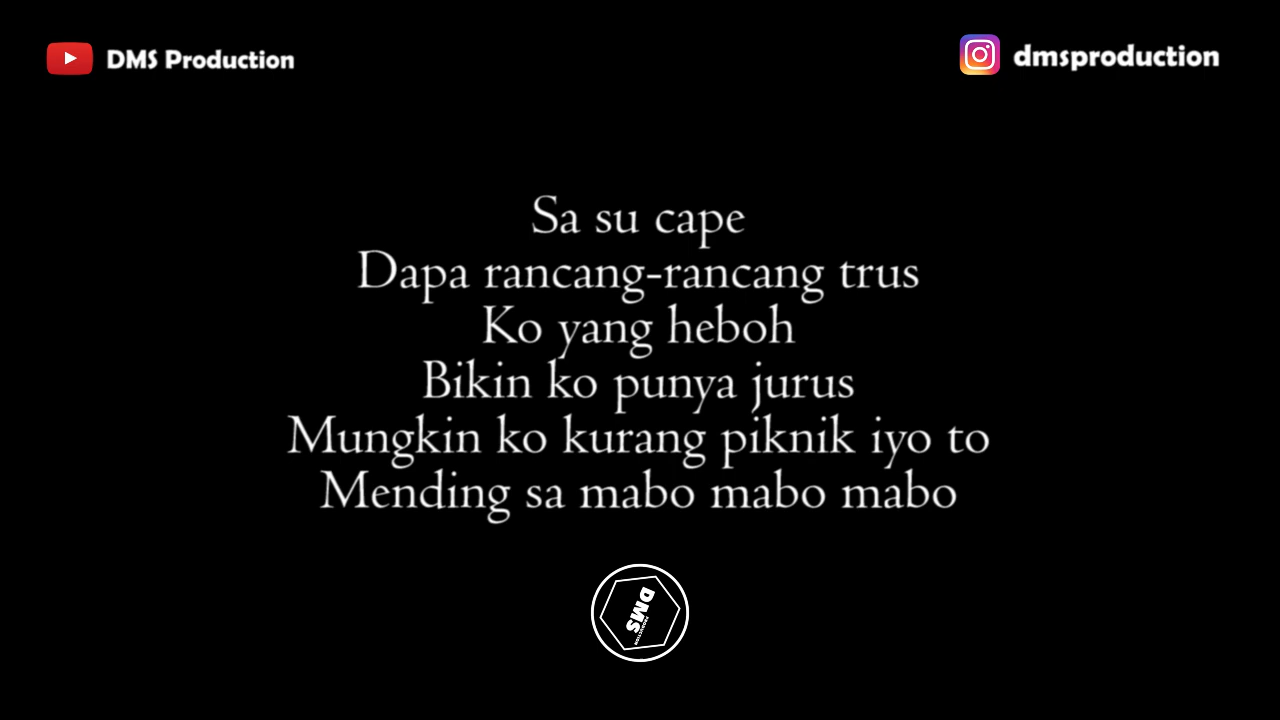 DMS Production
dmsproduction
Sa su cape
Dapa rancang-rancang trus
Ko yang heboh
Bikin ko punya jurus
Mungkin ko kurang piknik iyo to
Mending sa mabo mabo mabo
DMS
PRODUCTION